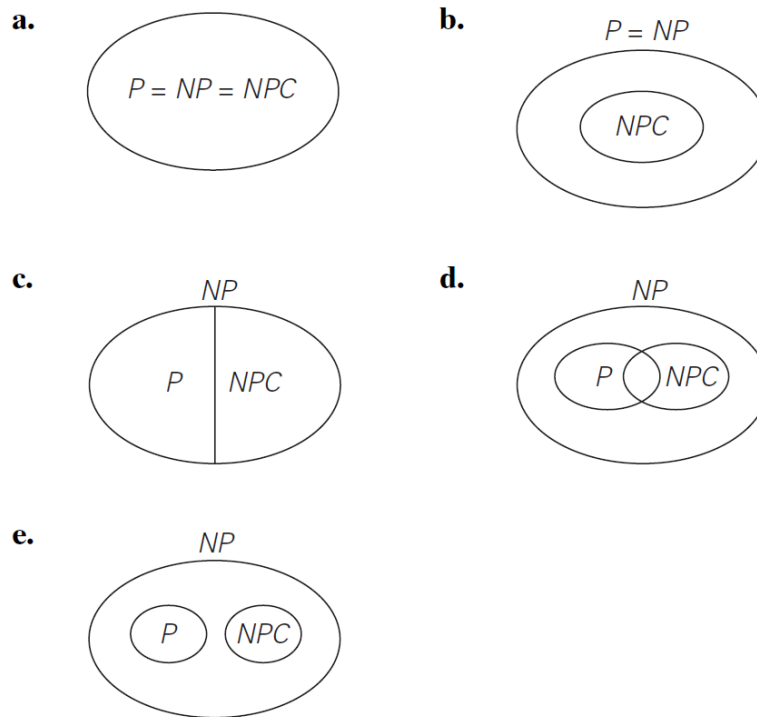 a.
P = NP = NPC
b.
P = NP
NPC
c.
NP
P NPC
d.
NP
P NPC
e.
NP
P NPC